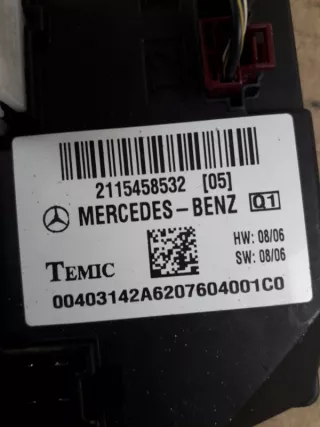 2115458532 [05]
MERCEDES-BENZ Q1
HW: 08/06
SW: 08/06
TEMIC
00403142A6207604001C0